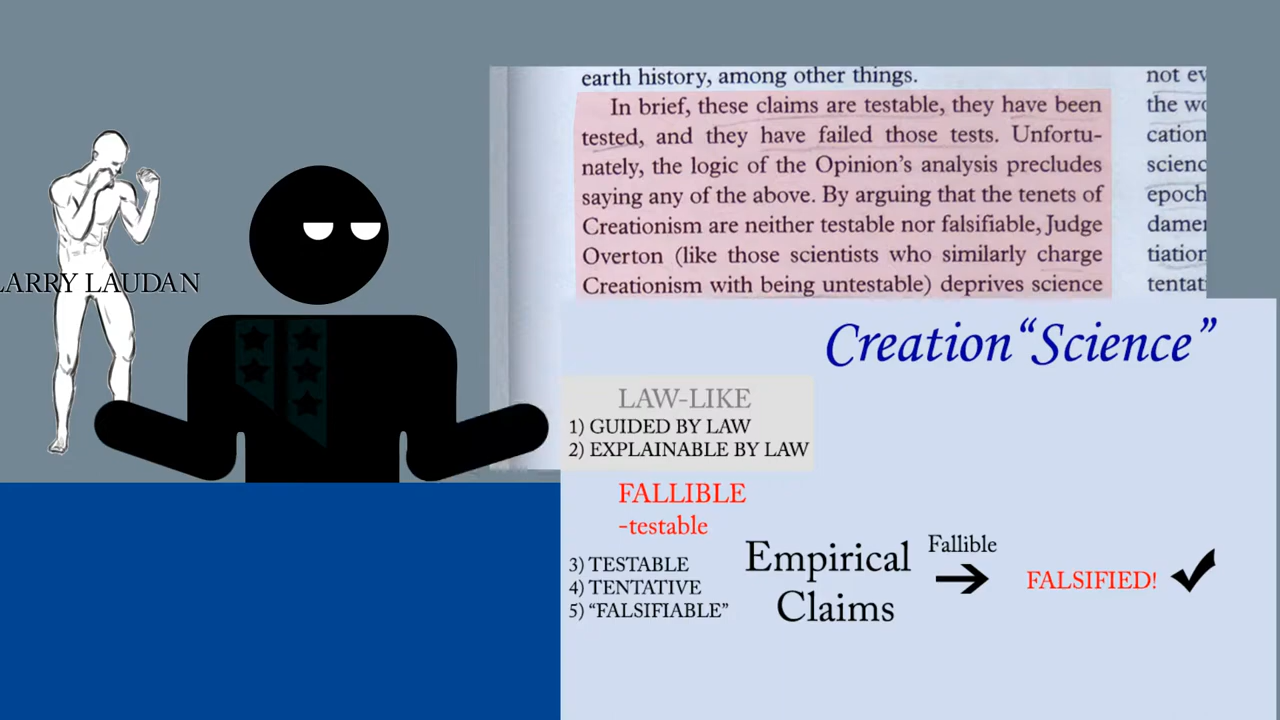 LARRY LAUDAN
earth history, among other things.
In brief, these claims are testable, they have been
tested, and they have failed those tests. Unfortu-
nately, the logic of the Opinion's analysis precludes
saying any of the above. By arguing that the tenets of
Creationism are neither testable nor falsifiable, Judge
Overton (like those scientists who similarly charge
Creationism with being untestable) deprives science
not
the
cation
scienc
epoch
tiation
tentati
Creation“Science”
LAW-LIKE
1) GUIDED BY LAW
2) EXPLAINABLE BY LAW
FALLIBLE
-testable
3) TESTABLE
4) TENTATIVE
5) “FALSIFIABLE”
Empirical
Claims
Fallible
FALSIFIED!